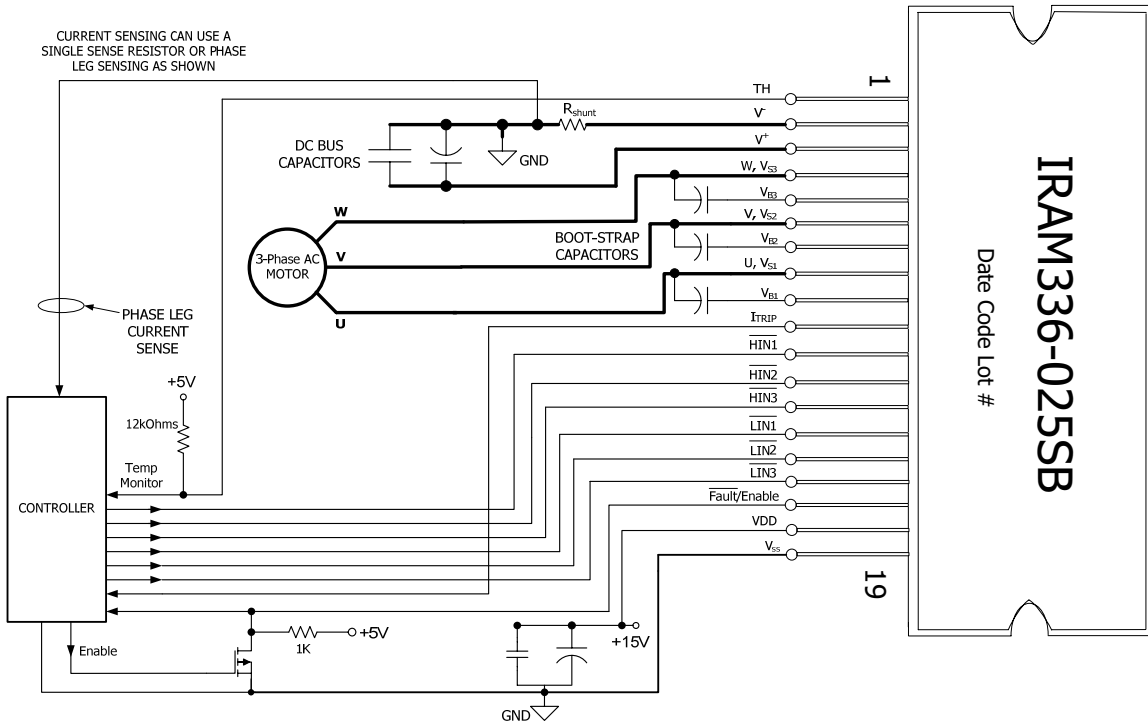 CURRENT SENSING CAN USE A
SINGLE SENSE RESISTOR OR PHASE
LEG SENSING AS SHOWN
TH
1
Rshunt
V-
GND
V+
DC BUS
CAPACITORS
W, VS3
VB3
W
V, VS2
BOOT-STRAP
CAPACITORS
VB2
V
3-Phase AC
MOTOR
U, VS1
VB1
U
ITRIP
PHASE LEG
CURRENT
SENSE
HIN1
HIN2
HIN3
LIN1
LIN2
LIN3
Fault/Enable
VDD
Vss
19
IRAM336-025SB
Date Code Lot #
+5V
12kOhms
Temp
Monitor
CONTROLLER
Enable
1K
+5V
+15V
GND